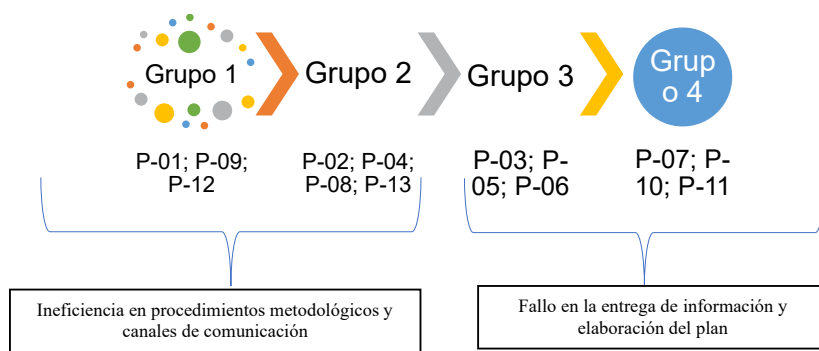 Grupo 1
Grupo 2
Grupo 3
Grup
o 4
P-01; P-09;
P-12
P-02; P-04;
P-08; P-13
P-03; P-
05; P-06
P-07; P-
10; P-11
Ineficiencia en procedimientos metodológicos y
canales de comunicación
Fallo en la entrega de información y
elaboración del plan